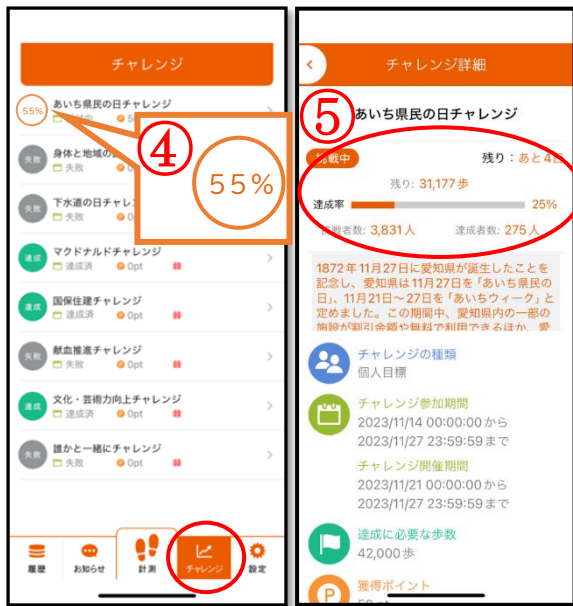 チャレンジ
55%
あいち県民の日チャレンジ
④
55%
身体と地域の
失敗
失敗
下水道の日チャレン
失敗
失敗
マクドナルドチャレンジ
達成
達成済 0pt
国保住建チャレンジ
達成
達成済 0pt
献血推進チャレンジ
失敗
失敗 0pt
文化・芸術力向上チャレンジ
達成
達成済 0pt
誰かと一緒にチャレンジ
失敗
失敗 0pt
履歴 お知らせ 計測 チャレンジ 設定
チャレンジ詳細
⑤
あいち県民の日チャレンジ
挑戦中 残り:あと4日
残り: 31,177歩
達成率 25%
挑戦者数: 3,831人 達成者数: 275人
1872年11月27日に愛知県が誕生したことを
記念し、愛知県は11月27日を「あいち県民の
日」、11月21日~27日を「あいちウィーク」と
定めました。この期間中、愛知県内の一部の
施設が割引金額や無料で利用できるほか、愛
チャレンジの種類
個人目標
チャレンジ参加期間
2023/11/14 00:00:00から
2023/11/27 23:59:59まで
チャレンジ開催期間
2023/11/21 00:00:00から
2023/11/27 23:59:59まで
達成に必要な歩数
42,000歩
獲得ポイント